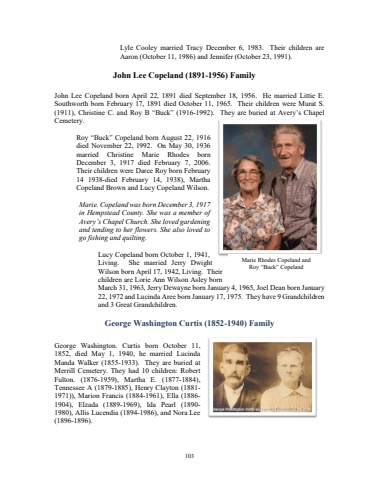 Lyle Cooley married Tracy December 6, 1983. Their children are
Aaron (October 11, 1986) and Jennifer (October 23, 1991).
John Lee Copeland (1891-1956) Family
John Lee Copeland born April 22, 1891 died September 18, 1956. He married Littie E.
Southworth born February 17, 1891 died October 11, 1965. Their children were Murat S.
(1911), Christine C. and Roy B "Buck" (1916-1992). They are buried at Avery's Chapel
Cemetery.
Roy "Buck" Copeland born August 22, 1916
died November 22, 1992. On May 30, 1936
married Christine Marie Rhodes born
December 3, 1917 died February 7, 2006.
Their children were Darce Roy born February
14 1938-died February 14, 1938), Martha
Copeland Brown and Lucy Copeland Wilson.
Marie. Copeland was born December 3, 1917
in Hempstead County. She was a member of
Avery's Chapel Church. She loved gardening
and tending to her flowers. She also loved to
go fishing and quilting.
Marie Rhodes Copeland and
Roy "Buck" Copeland
Lucy Copeland born October 1, 1941,
Living. She married Jerry Dwight
Wilson born April 17, 1942, Living. Their
children are Lorie Ann Wilson Asley born
March 31, 1963, Jerry Dewayne born January 4, 1965, Joel Dean born January
22, 1972 and Lucinda Aree born January 17, 1975. They have 9 Grandchildren
and 3 Great Grandchildren.
George Washington Curtis (1852-1940) Family
George Washington. Curtis born October 11,
1852, died May 1, 1940, he married Lucinda
Manda Walker (1855-1933). They are buried at
Merrill Cemetery. They had 10 children: Robert
Fulton. (1876-1959), Martha E. (1877-1884),
Tennessee A (1879-1885), Henry Clayton (1881-
1971)), Marion Francis (1884-1961), Ella (1886-
1904), Elzada (1889-1969), Ida Pearl (1890-
1980), Allis Lucendia (1894-1986), and Nora Lee
(1896-1896).
103